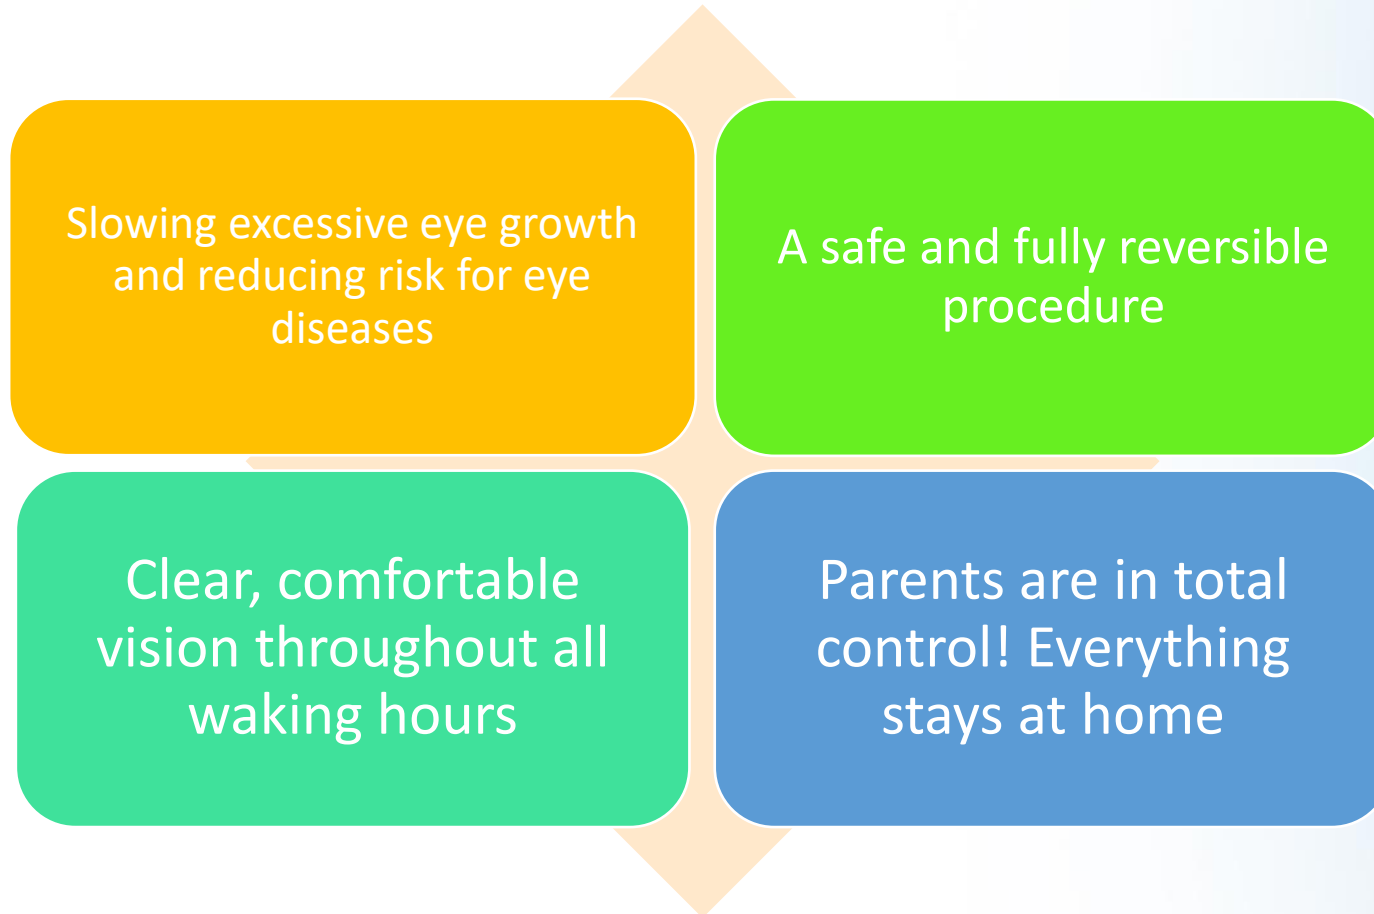 Slowing excessive eye growth
and reducing risk for eye
diseases
A safe and fully reversible
procedure
Clear, comfortable
vision throughout all
waking hours
Parents are in total
control! Everything
stays at home